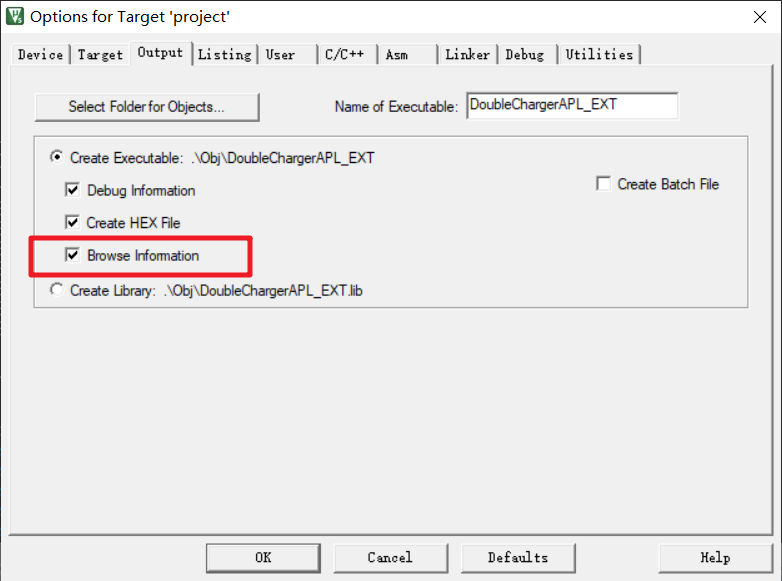 Options for Target 'project'
Device Target Output Listing User C/C++ Asm Linker Debug Utilities
Select Folder for Objects... Name of Executable: DoubleChargerAPL_EXT
Create Executable: .\Obj\DoubleChargerAPL_EXT
Debug Information Create Batch File
Create HEX File
Browse Information
Create Library: .\Obj\DoubleChargerAPL_EXT.lib
OK Cancel Defaults Help